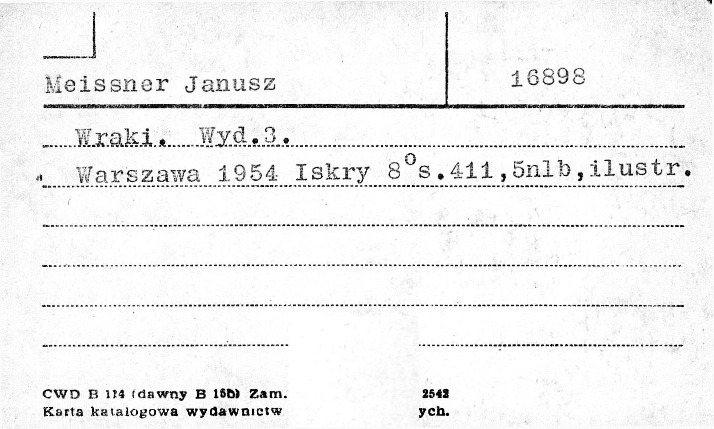 Meissner Janusz 16898
Wraki. Wyd.3.
Warszawa 1954 Iskry 8°s.411,5nlb,ilustr.
CWD B 114 (dawny B 15b) Zam. 2542
Karta katalogowa wydawnictw ych.